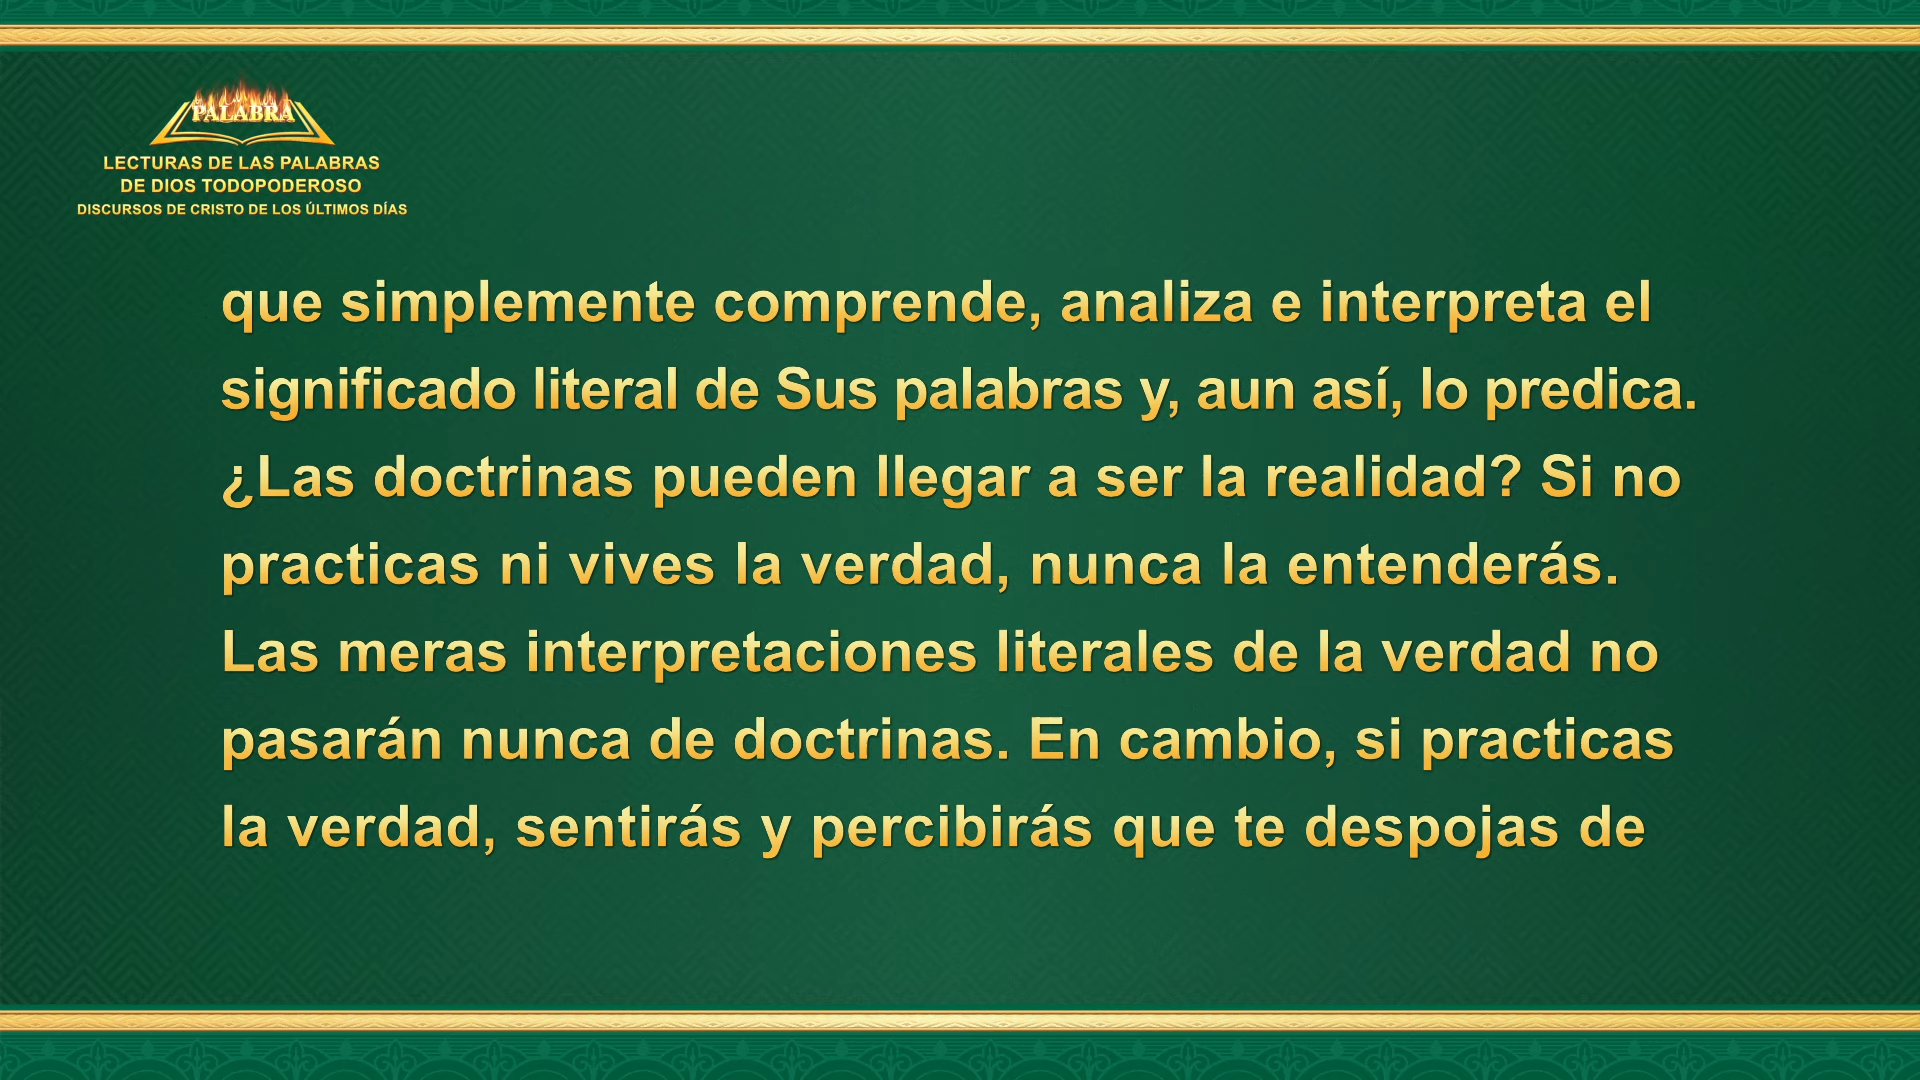 PALABRA
LECTURAS DE LAS PALABRAS
DE DIOS TODOPODEROSO
DISCURSOS DE CRISTO DE LOS ÚLTIMOS DÍAS
que simplemente comprende, analiza e interpreta el
significado literal de Sus palabras y, aun así, lo predica.
¿Las doctrinas pueden llegar a ser la realidad? Si no
practicas ni vives la verdad, nunca la entenderás.
Las meras interpretaciones literales de la verdad no
pasarán nunca de doctrinas. En cambio, si practicas
la verdad, sentirás y percibirás que te despojas de